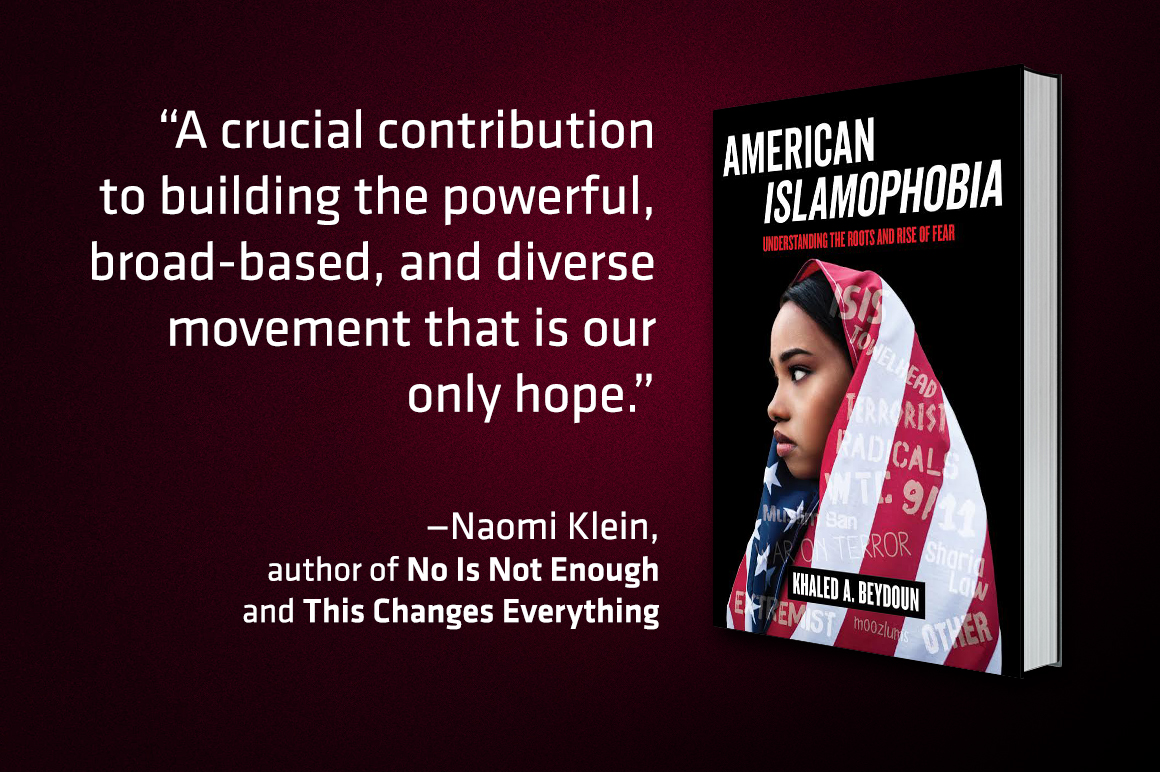 “A crucial contribution
to building the powerful,
broad-based, and diverse
movement that is our
only hope.”
–Naomi Klein,
author of No Is Not Enough
and This Changes Everything
AMERICAN
ISLAMOPHOBIA
UNDERSTANDING THE ROOTS AND RISE OF FEAR
ISIS
TOWELHEAD
TERRORIST
RADICALS
W.T.F. 9/11
Muslim Ban
WAR ON TERROR
Sharia
Law
KHALED A. BEYDOUN
EXTREMIST
moozlums
OTHER